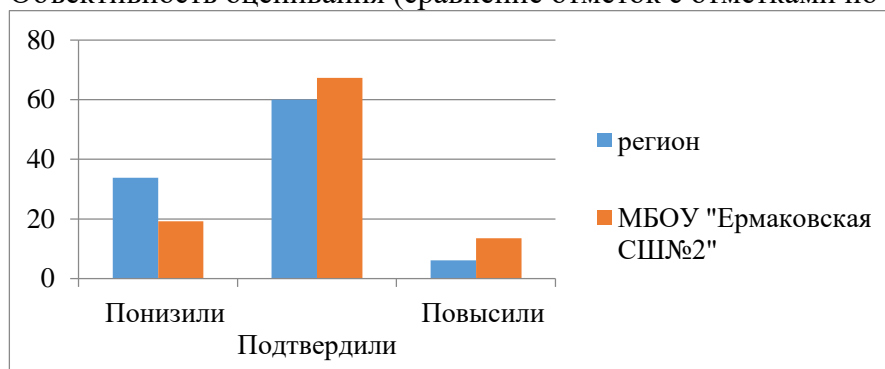 80
60
40
20
0
Понизили
Подтвердили
Повысили
регион
МБОУ "Ермаковская
СШ№2"